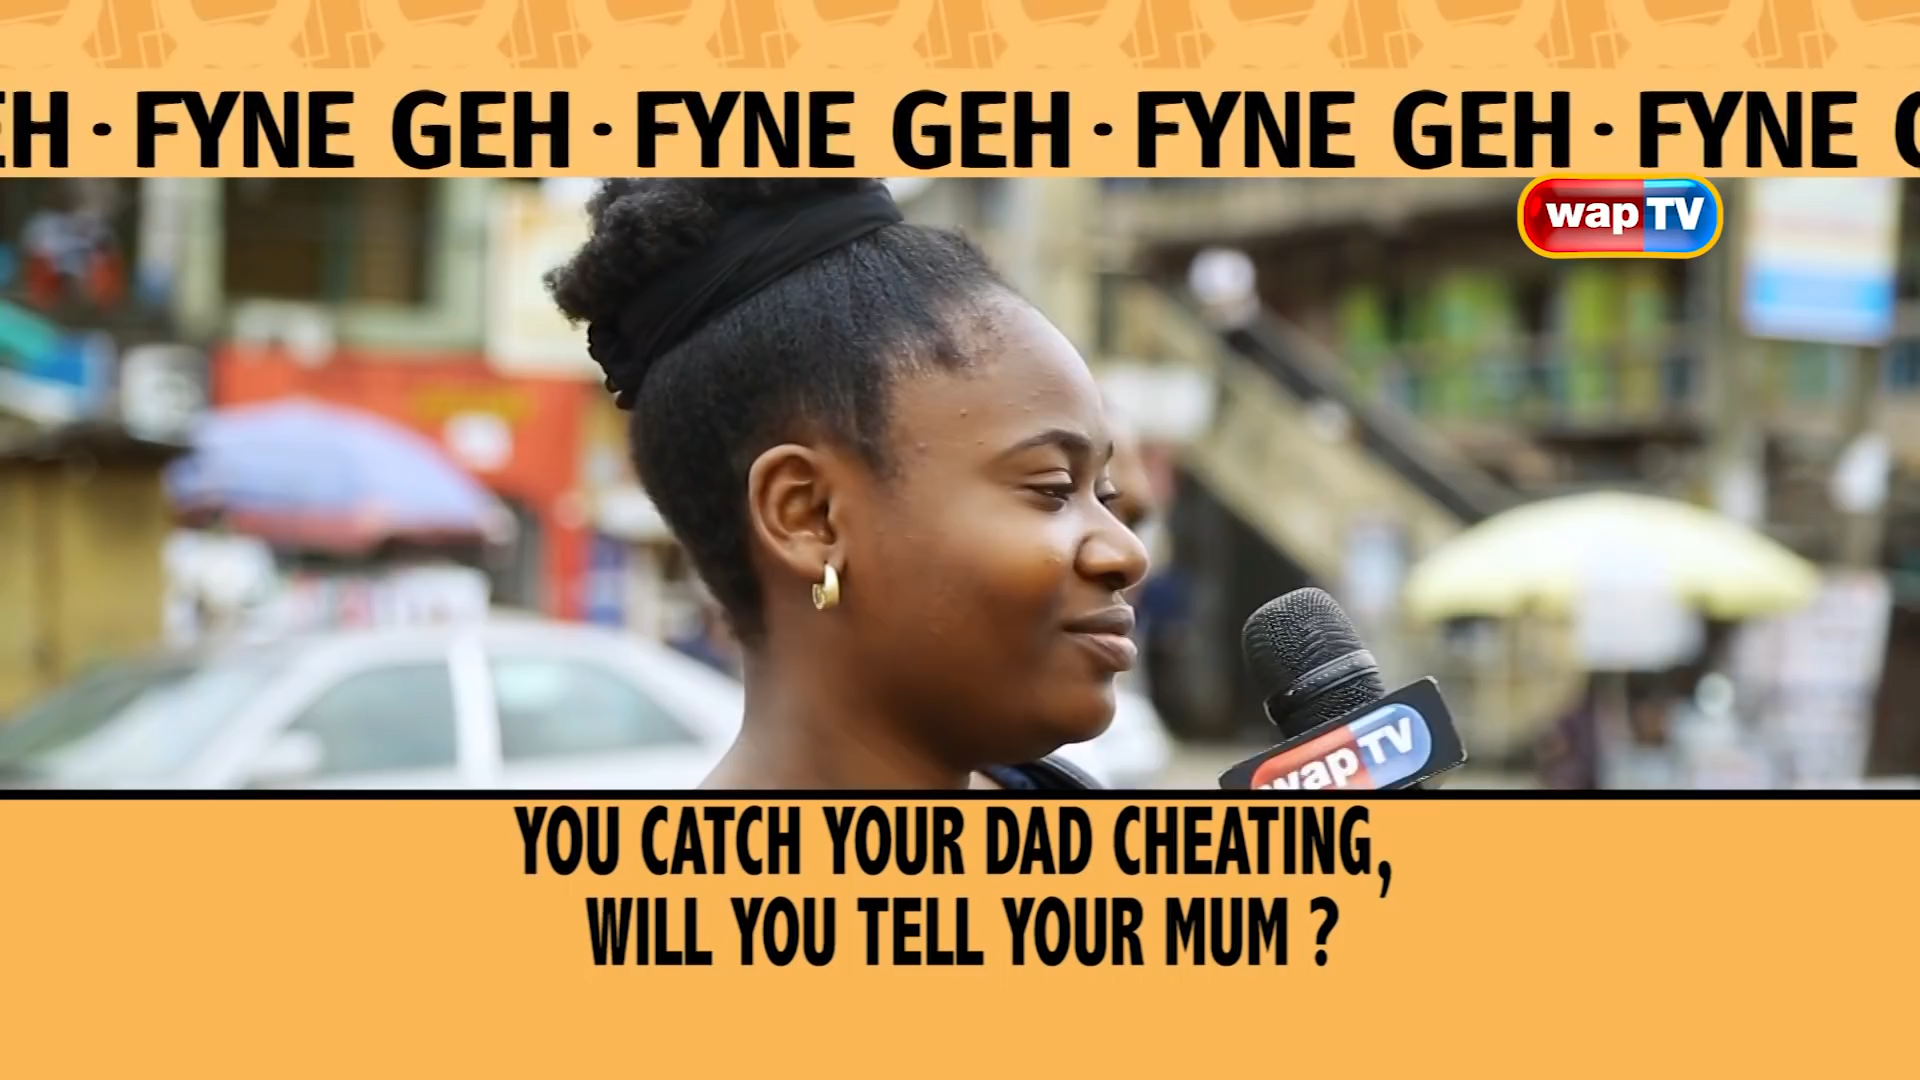 EH · FYNE GEH · FYNE GEH · FYNE GEH · FYNE G
wapTV
wapTV
YOU CATCH YOUR DAD CHEATING,
WILL YOU TELL YOUR MUM ?